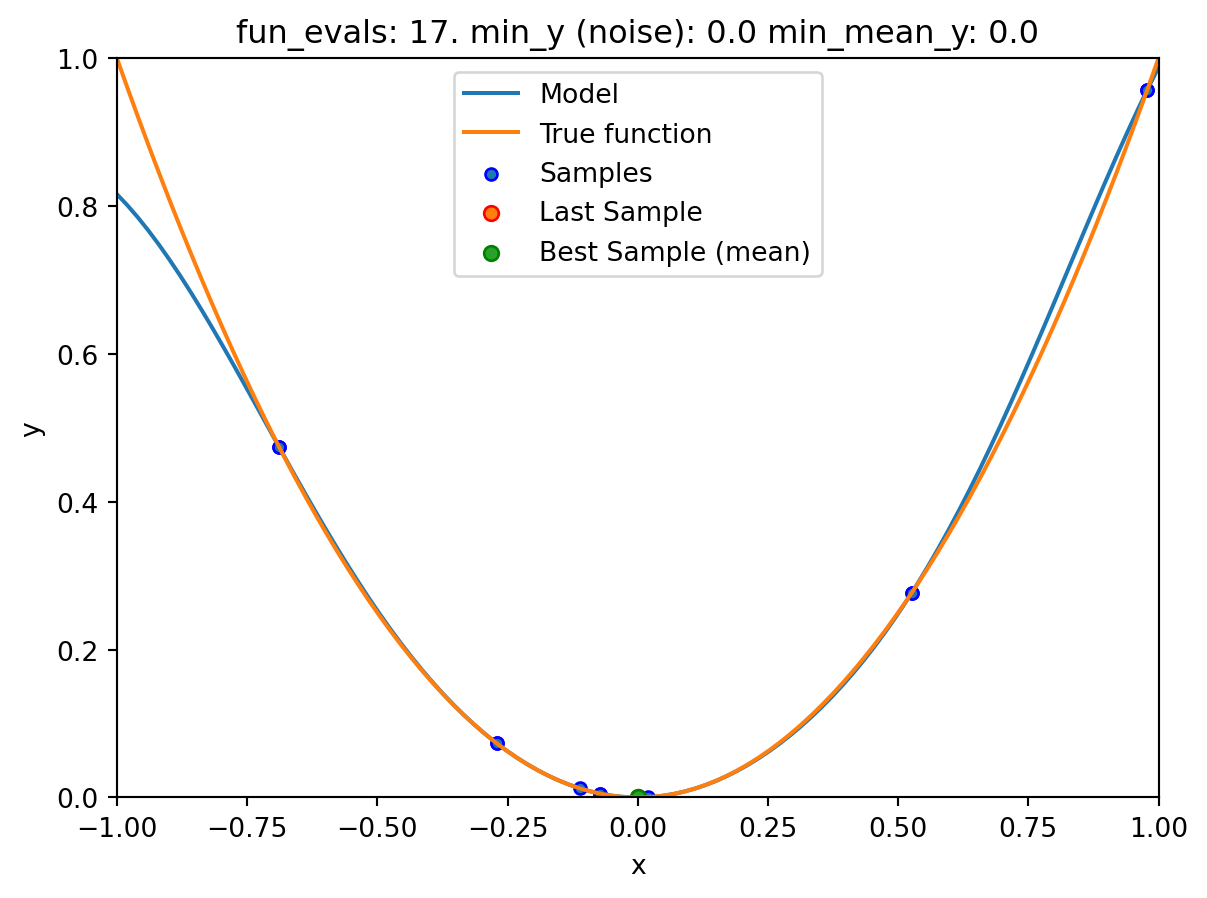 fun_evals: 17. min_y (noise): 0.0 min_mean_y: 0.0
Model
True function
Samples
Last Sample
Best Sample (mean)
1.0
0.8
0.6
0.4
0.2
0.0
y
−1.00 −0.75 −0.50 −0.25 0.00 0.25 0.50 0.75 1.00
x